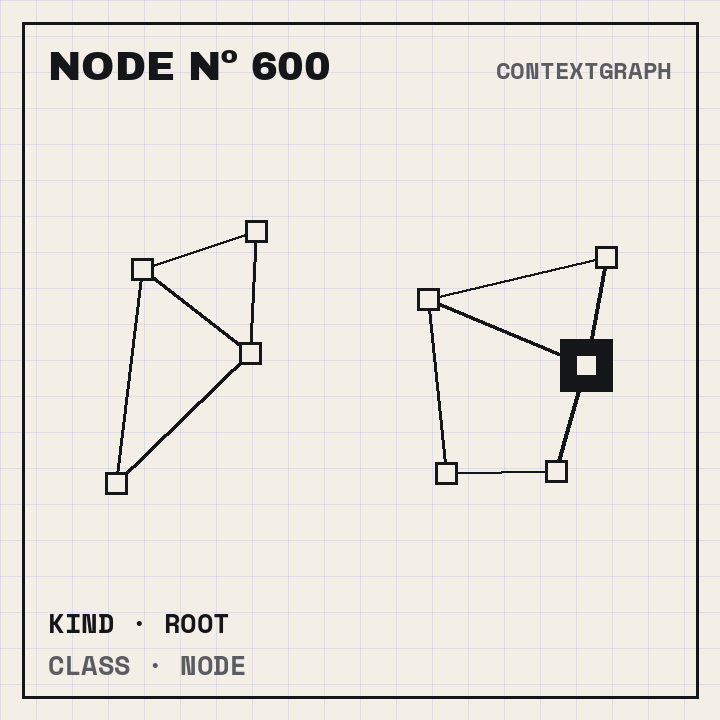 NODE Nº 600
CONTEXTGRAPH
KIND · ROOT
CLASS · NODE